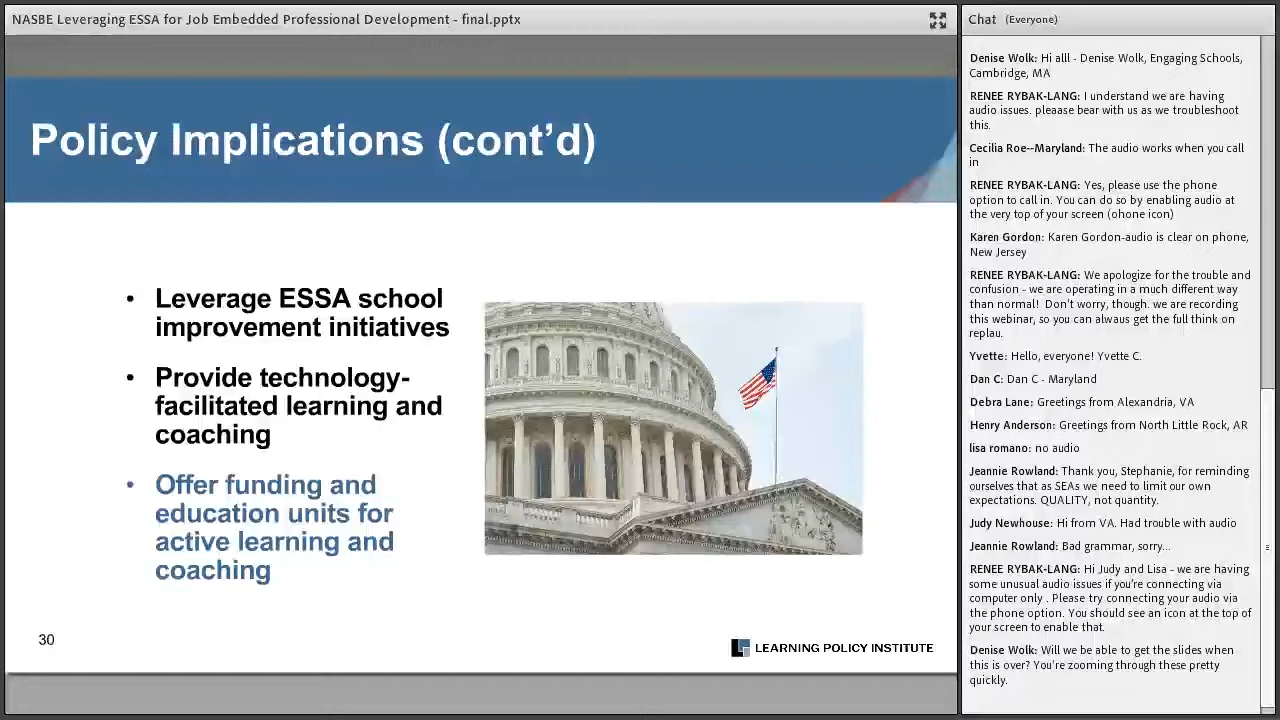 NASBE Leveraging ESSA for Job Embedded Professional Development - final.pptx
Policy Implications (cont’d)
• Leverage ESSA school
improvement initiatives
• Provide technology-
facilitated learning and
coaching
• Offer funding and
education units for
active learning and
coaching
30
LEARNING POLICY INSTITUTE
Chat (Everyone)
Denise Wolk: Hi alll - Denise Wolk, Engaging Schools,
Cambridge, MA
RENEE RYBAK-LANG: I understand we are having
audio issues. pleaase bear with us as we troubleshoot
this.
Cecilia Roe--Maryland: The audio works when you call
in
RENEE RYBAK-LANG: Yes, please use the phone
option to call in. You can do so by enabling audio at
the very top of your screen (ohone icon)
Karen Gordon: Karen Gordon-audio is clear on phone,
New Jersey
RENEE RYBAK-LANG: We apologize for the trouble and
confusion - we are operating in a much different way
than normal! Don't worry, though. we are recording
this webinar, so you can alwaus get the full think on
replau.
Yvette: Hello, everyone! Yvette C.
Dan C: Dan C - Maryland
Debra Lane: Greetings from Alexandria, VA
Henry Anderson: Greetings from North Little Rock, AR
lisa romano: no audio
Jeannie Rowland: Thank you, Stephanie, for reminding
ourselves that as SEAs we need to limit our own
expectations. QUALITY, not quantity.
Judy Newhouse: Hi from VA. Had trouble with audio
Jeannie Rowland: Bad grammar, sorry...
RENEE RYBAK-LANG: Hi Judy and Lisa - we are having
some unusual audio issues if you're connecting via
computer only . Please try connecting your audio via
the phone option. You should see an icon at the top of
your screen to enable that.
Denise Wolk: Will we be able to get the slides when
this is over? You're zooming through these pretty
quickly.